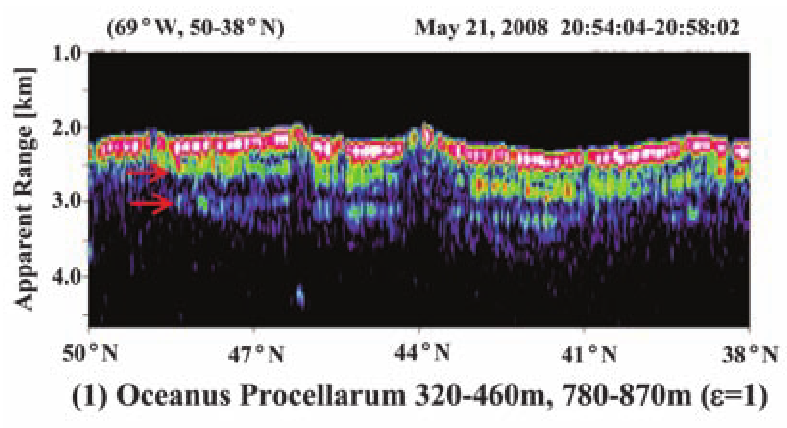 (69°W, 50-38°N) May 21, 2008 20:54:04-20:58:02
1.0
2.0
3.0
4.0
Apparent Range [km]
50°N 47°N 44°N 41°N 38°N
(1) Oceanus Procellarum 320-460m, 780-870m (ε=1)